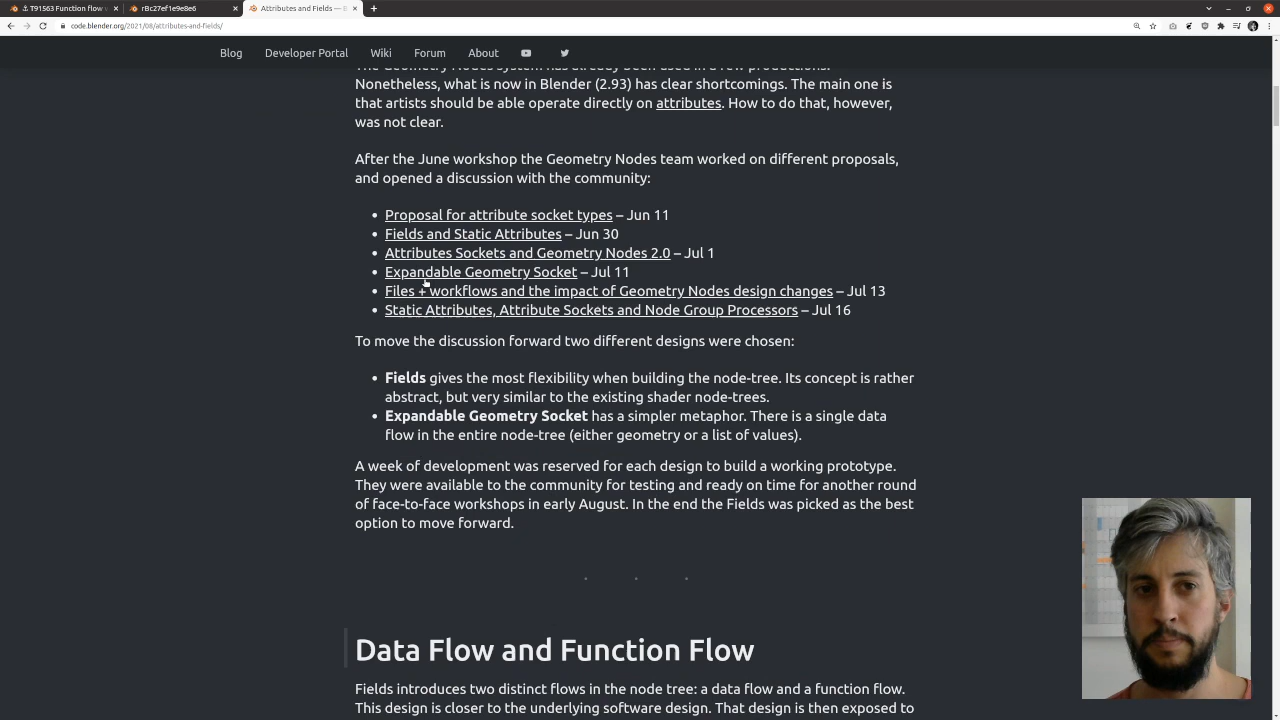 T91563 Function flow
rBc27ef1e9e8e6
Attributes and Fields —
code.blender.org/2021/08/attributes-and-fields/
Blog Developer Portal Wiki Forum About
The Geometry Nodes system has already been used in a few productions.
Nonetheless, what is now in Blender (2.93) has clear shortcomings. The main one is
that artists should be able operate directly on attributes. How to do that, however,
was not clear.
After the June workshop the Geometry Nodes team worked on different proposals,
and opened a discussion with the community:
• Proposal for attribute socket types – Jun 11
• Fields and Static Attributes – Jun 30
• Attributes Sockets and Geometry Nodes 2.0 – Jul 1
• Expandable Geometry Socket – Jul 11
• Files + workflows and the impact of Geometry Nodes design changes – Jul 13
• Static Attributes, Attribute Sockets and Node Group Processors – Jul 16
To move the discussion forward two different designs were chosen:
• Fields gives the most flexibility when building the node-tree. Its concept is rather
abstract, but very similar to the existing shader node-trees.
• Expandable Geometry Socket has a simpler metaphor. There is a single data
flow in the entire node-tree (either geometry or a list of values).
A week of development was reserved for each design to build a working prototype.
They were available to the community for testing and ready on time for another round
of face-to-face workshops in early August. In the end the Fields was picked as the best
option to move forward.
Data Flow and Function Flow
Fields introduces two distinct flows in the node tree: a data flow and a function flow.
This design is closer to the underlying software design. That design is then exposed to